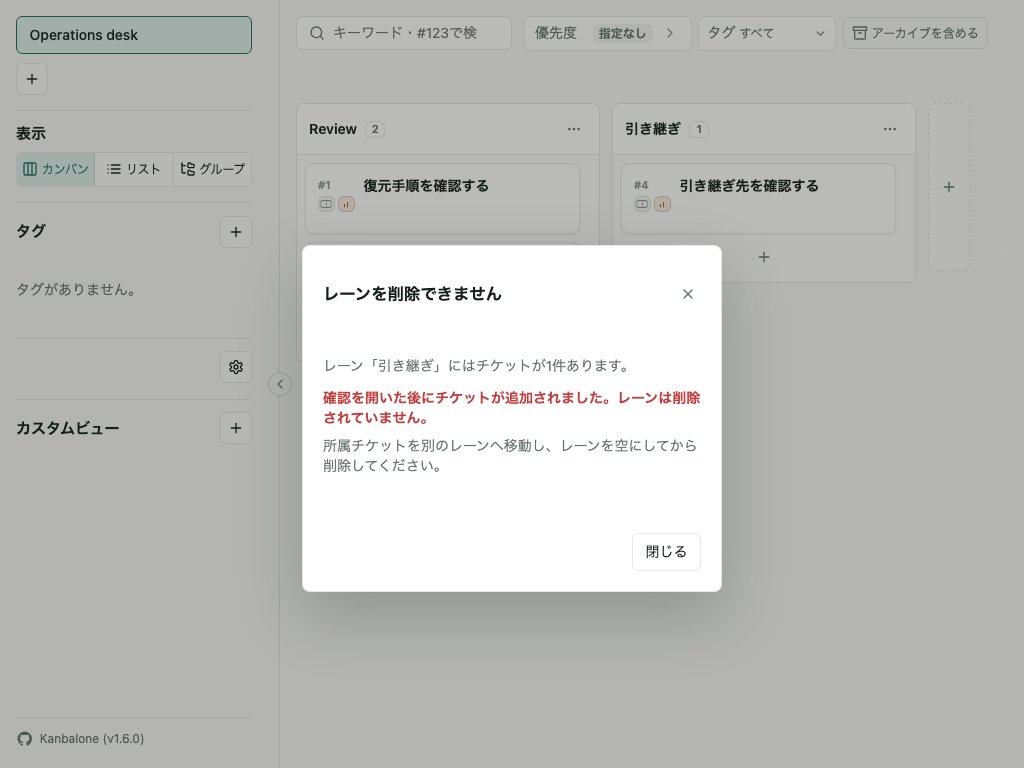 Operations desk
表示
カンバン
リスト
グループ
タグ
タグがありません。
カスタムビュー
Kanbalone (v1.6.0)
キーワード・#123で検
優先度 指定なし
タグ すべて
アーカイブを含める
Review 2
#1 復元手順を確認する
引き継ぎ 1
#4 引き継ぎ先を確認する
レーンを削除できません
レーン「引き継ぎ」にはチケットが1件あります。
確認を開いた後にチケットが追加されました。レーンは削除
されていません。
所属チケットを別のレーンへ移動し、レーンを空にしてから
削除してください。
閉じる